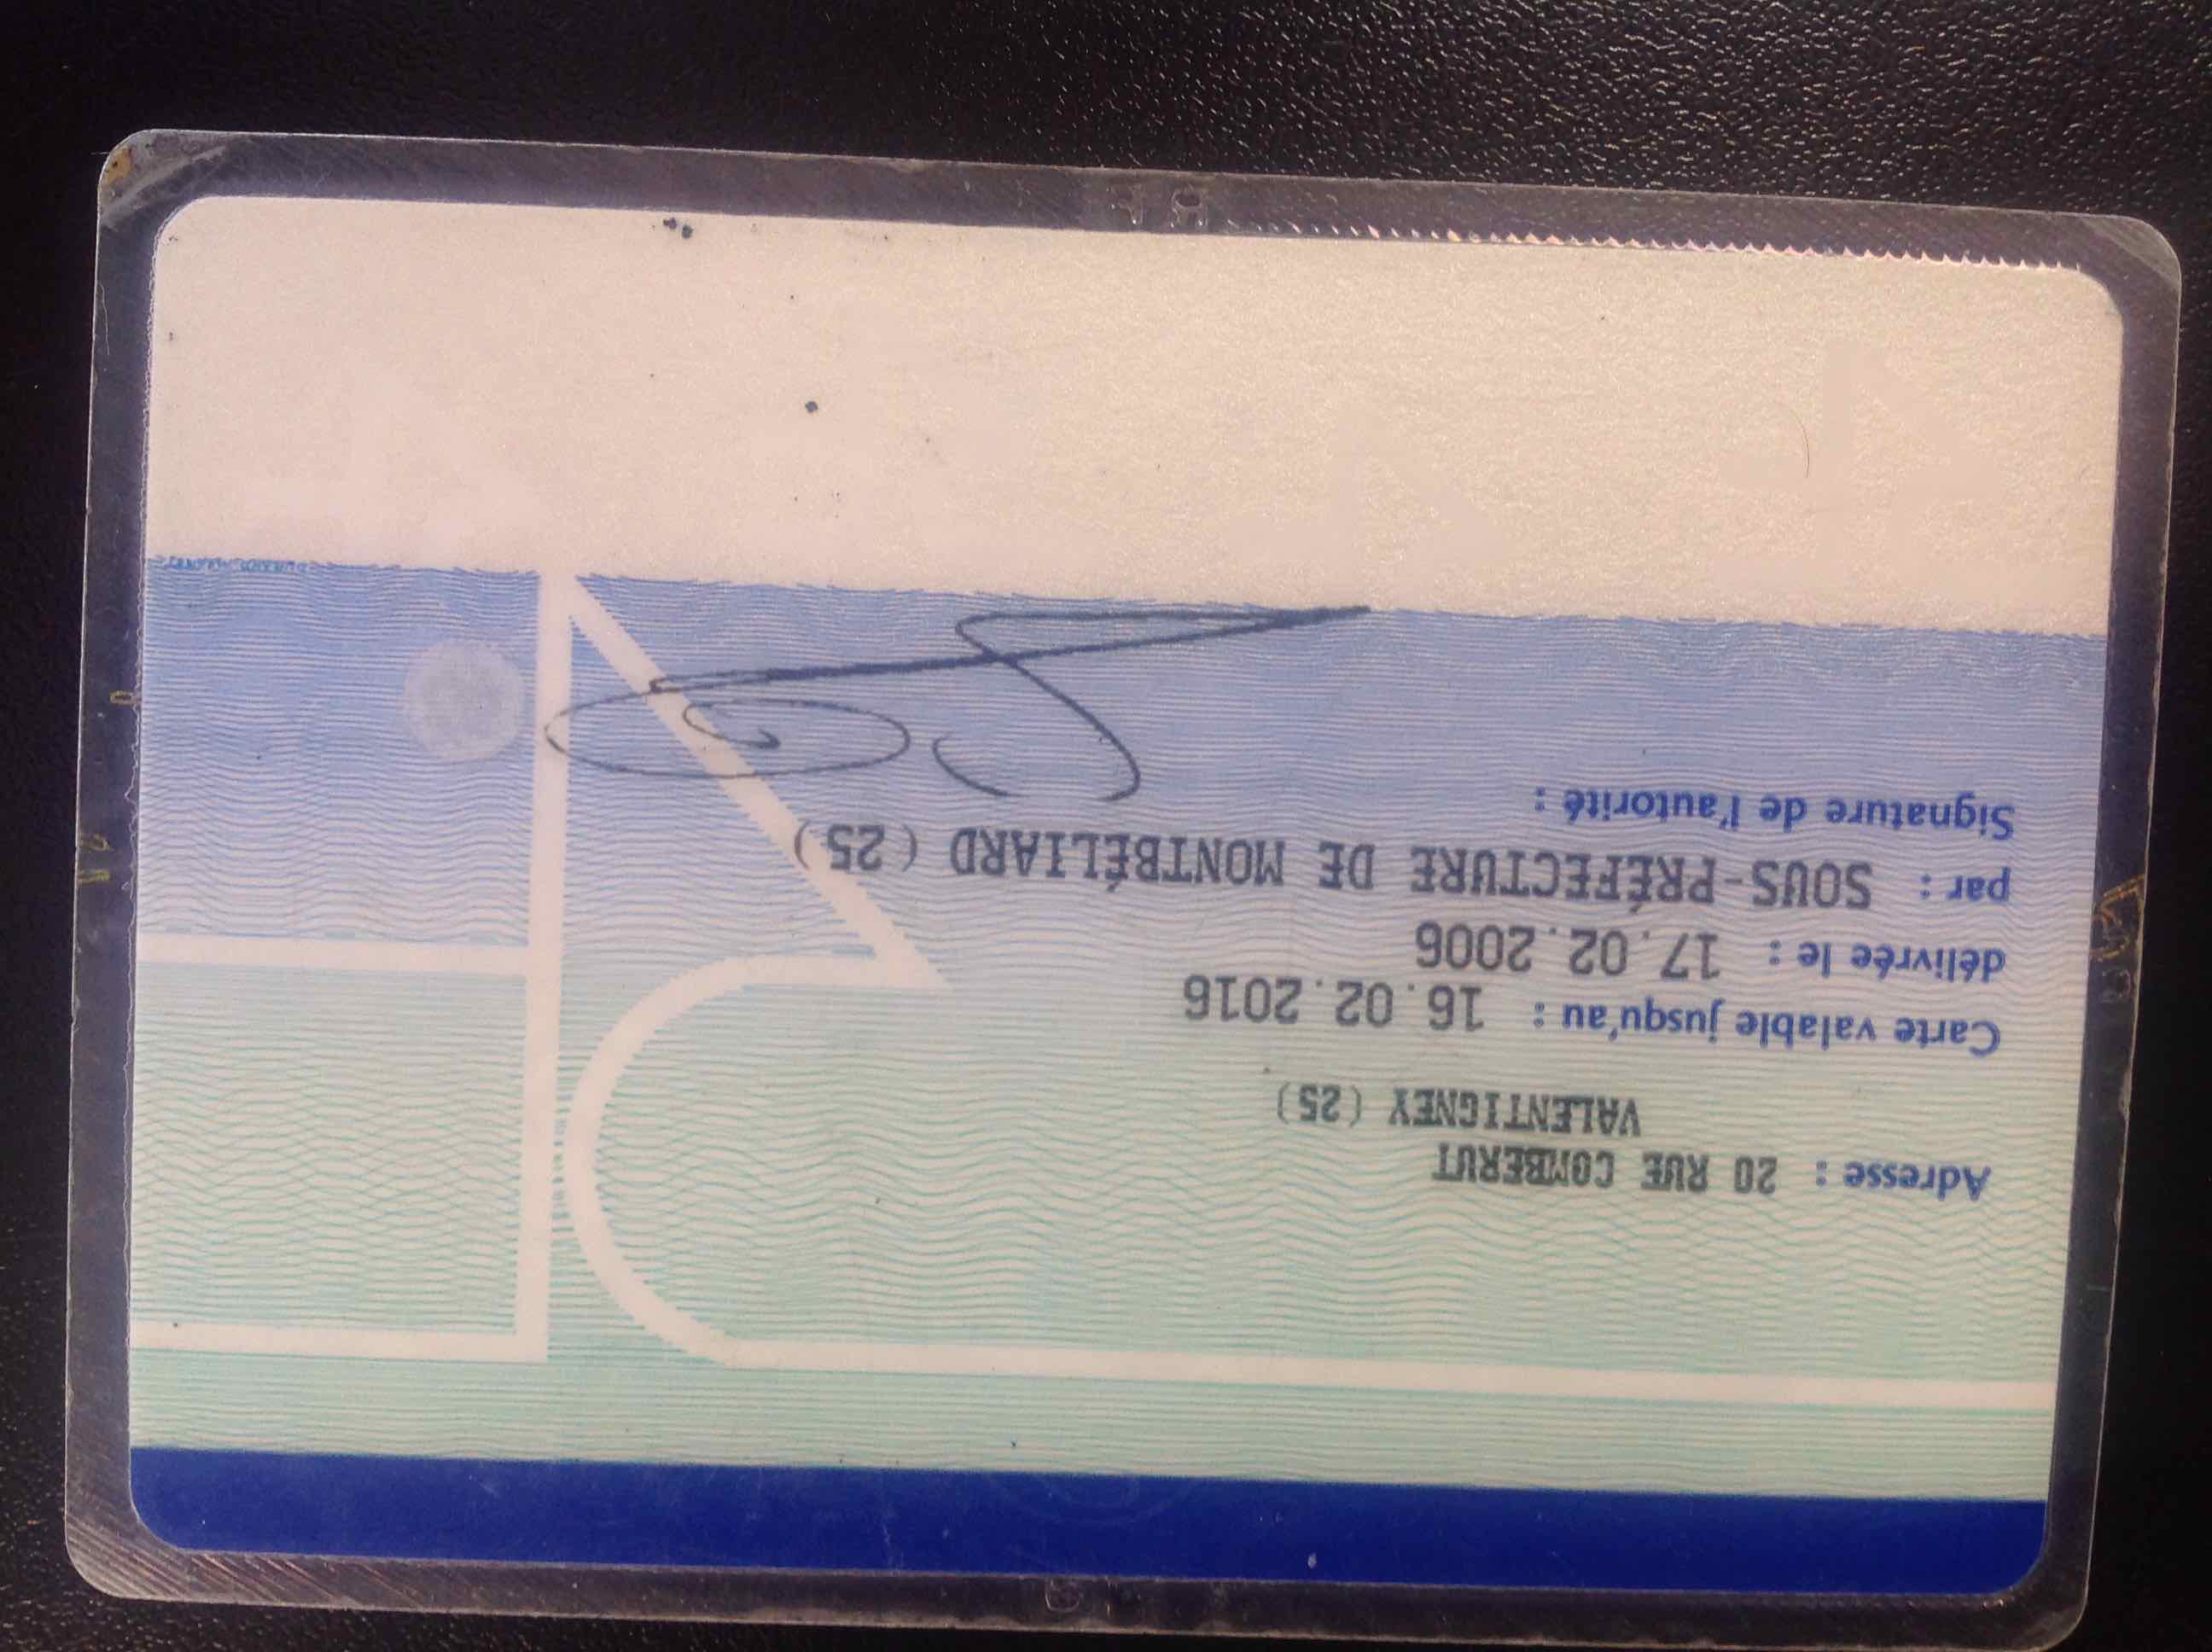 Adresse : 20 RUE COMBERUT
VALENTIGNEY (25)
Carte valable jusqu'au : 16.02.2016
délivrée le : 17.02.2006
par : SOUS-PRÉFECTURE DE MONTBÉLIARD (25)
Signature de l'autorité :